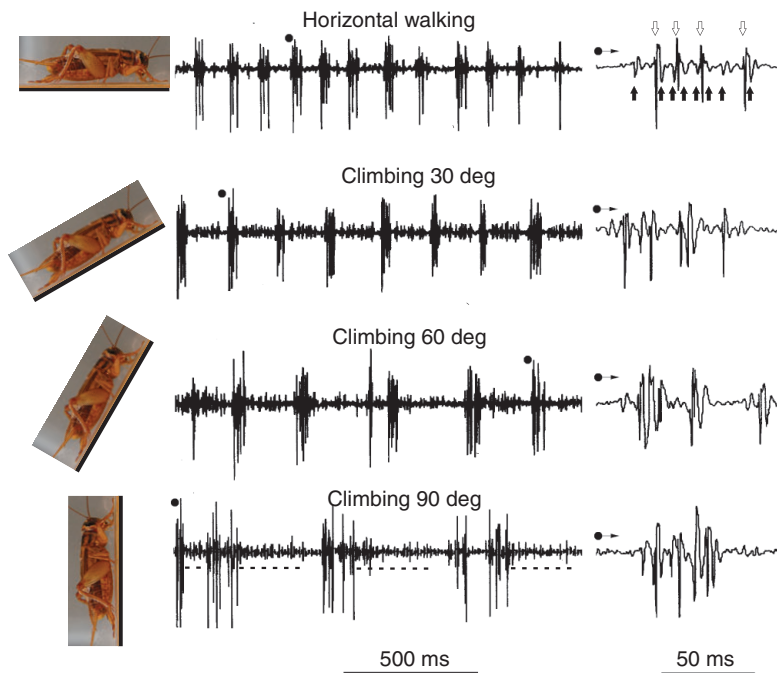 Horizontal walking
Climbing 30 deg
Climbing 60 deg
Climbing 90 deg
500 ms
50 ms